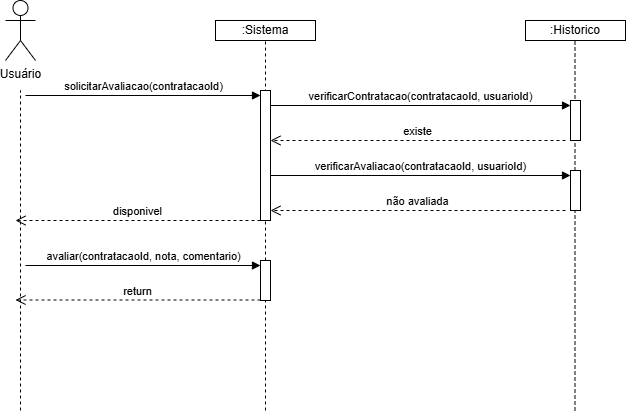 :Sistema
:Historico
Usuário
solicitarAvaliacao(contratacaoId)
verificarContratacao(contratacaoId, usuarioId)
existe
verificarAvaliacao(contratacaoId, usuarioId)
não avaliada
disponivel
avaliar(contratacaoId, nota, comentario)
return